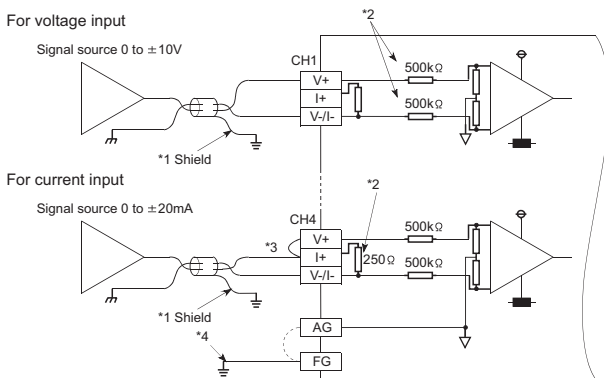 For voltage input
*2
Signal source 0 to ±10V
CH1
V+
500kΩ
I+
500kΩ
V-/I-
*1 Shield
For current input
*2
Signal source 0 to ±20mA
CH4
*3
V+
500kΩ
I+
250Ω
500kΩ
V-/I-
*1 Shield
AG
*4
FG